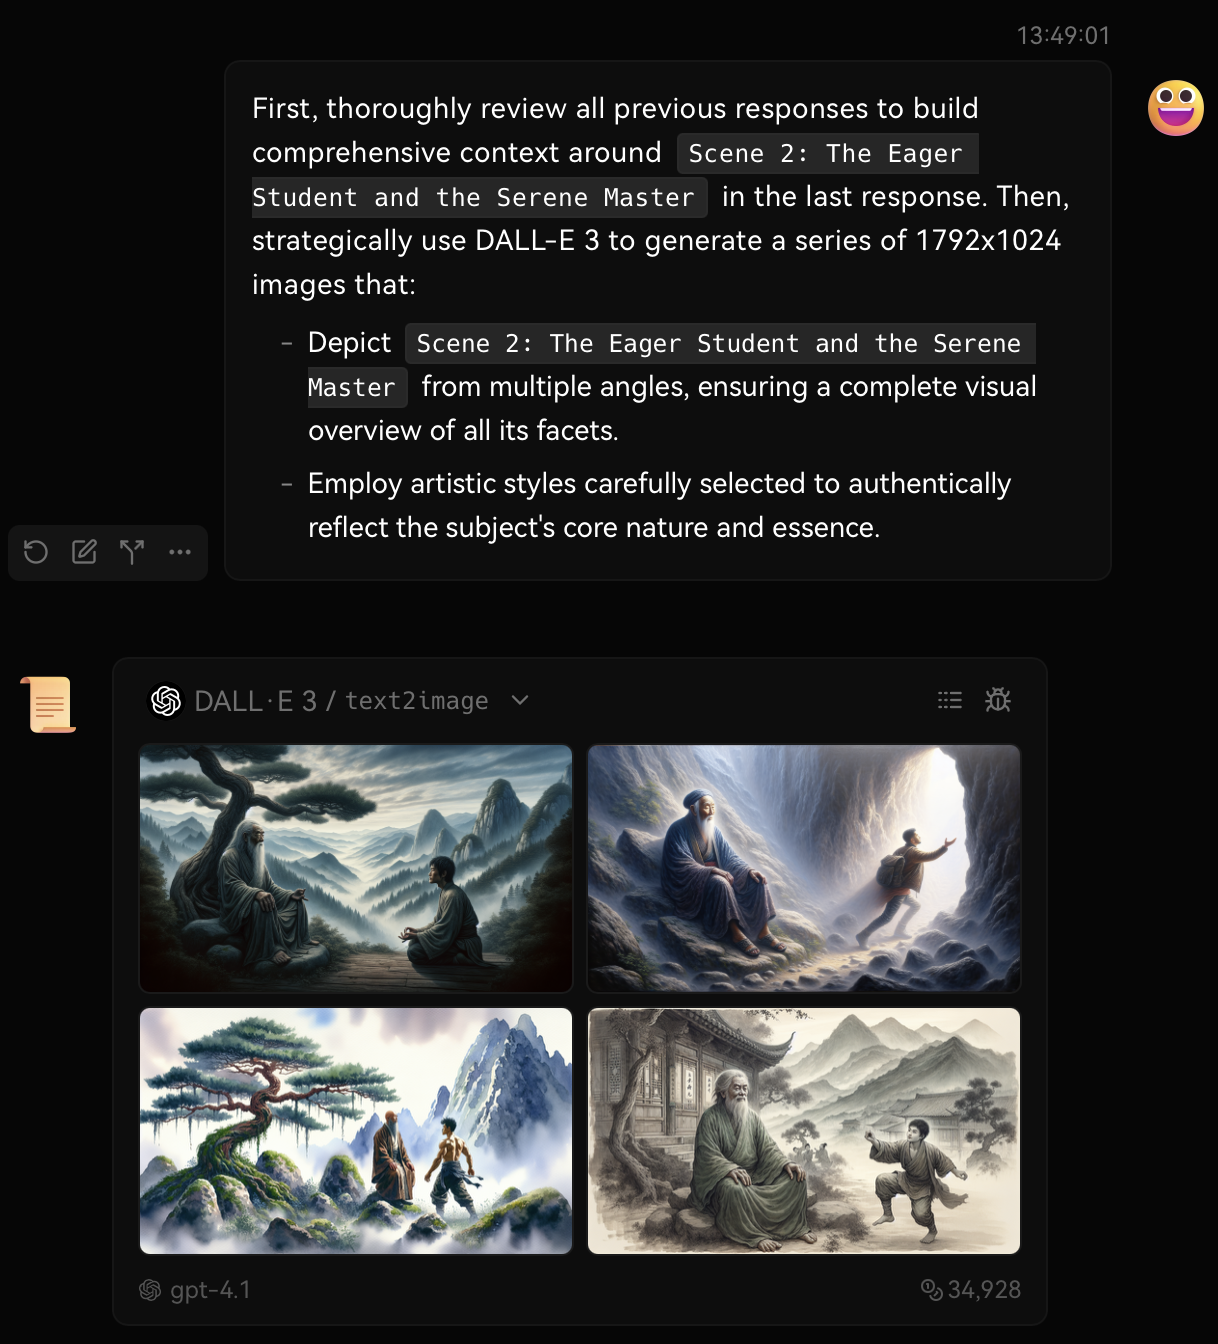 13:49:01
First, thoroughly review all previous responses to build
comprehensive context around Scene 2: The Eager
Student and the Serene Master in the last response. Then,
strategically use DALL-E 3 to generate a series of 1792x1024
images that:
- Depict Scene 2: The Eager Student and the Serene
Master from multiple angles, ensuring a complete visual
overview of all its facets.
- Employ artistic styles carefully selected to authentically
reflect the subject's core nature and essence.
DALL·E 3 / text2image
gpt-4.1
34,928